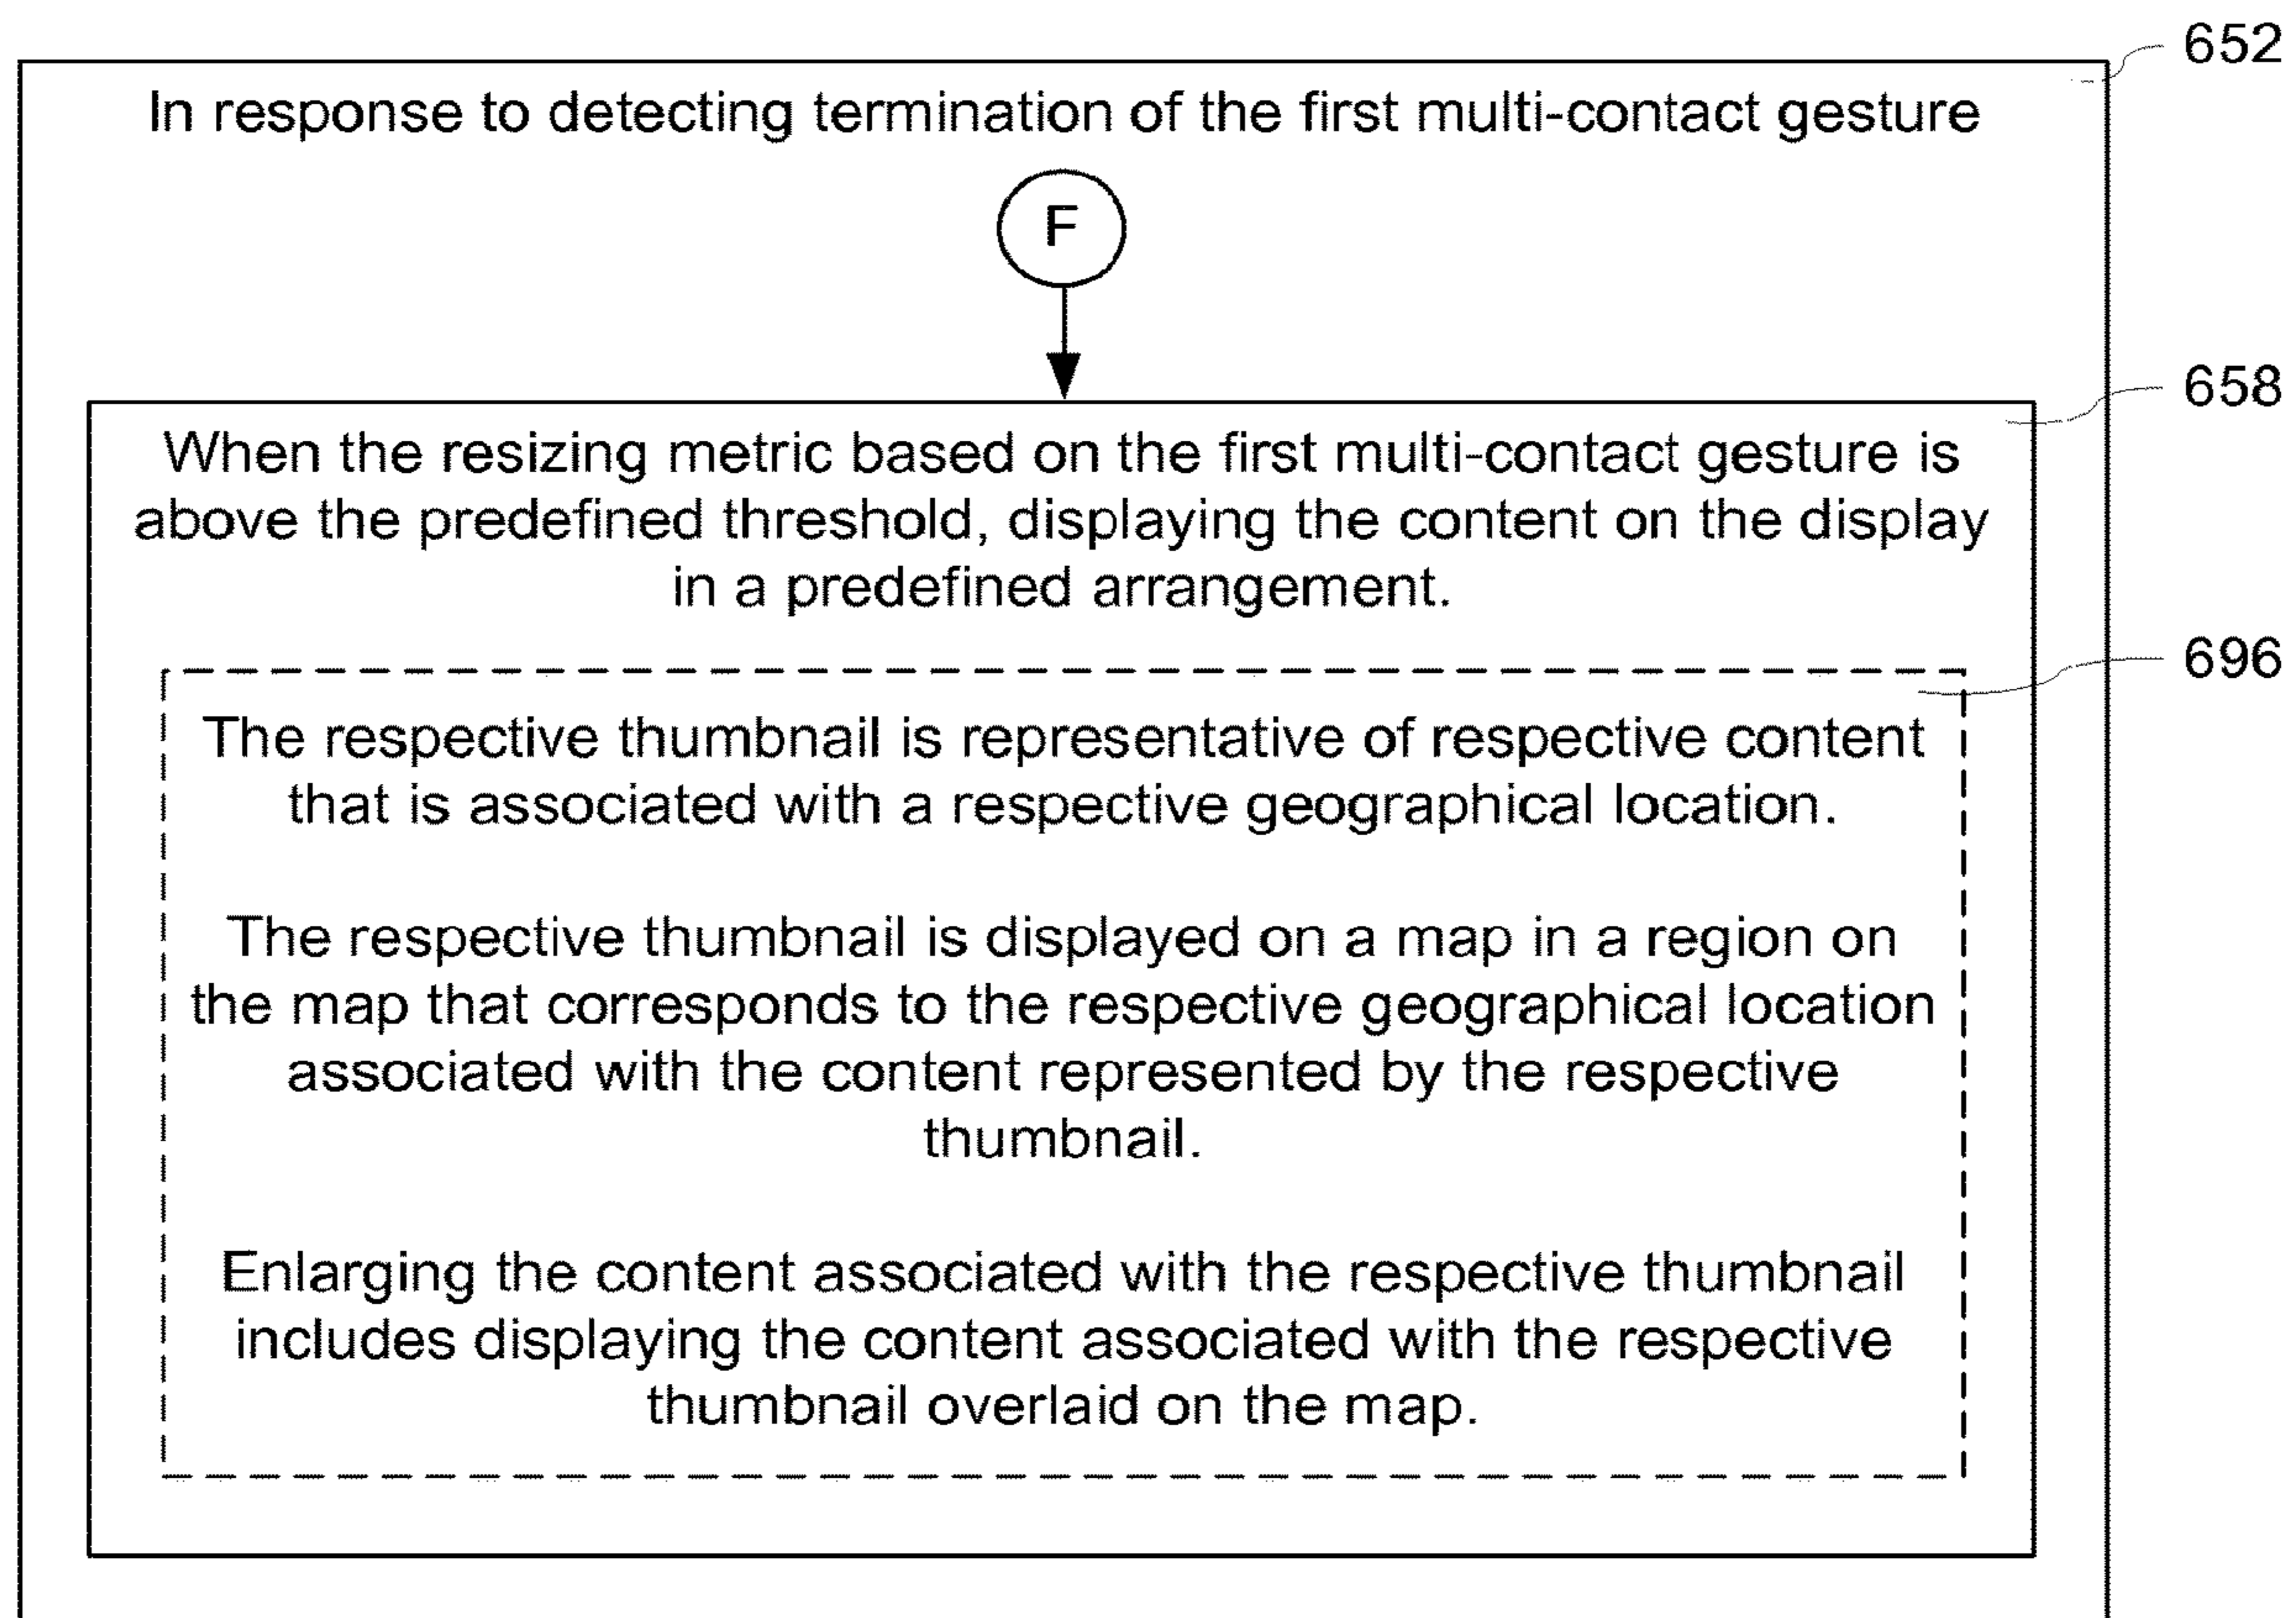 652
In response to detecting termination of the first multi-contact gesture
F
658
When the resizing metric based on the first multi-contact gesture is
above the predefined threshold, displaying the content on the display
in a predefined arrangement.
696
The respective thumbnail is representative of respective content
that is associated with a respective geographical location.
The respective thumbnail is displayed on a map in a region on
the map that corresponds to the respective geographical location
associated with the content represented by the respective
thumbnail.
Enlarging the content associated with the respective thumbnail
includes displaying the content associated with the respective
thumbnail overlaid on the map.